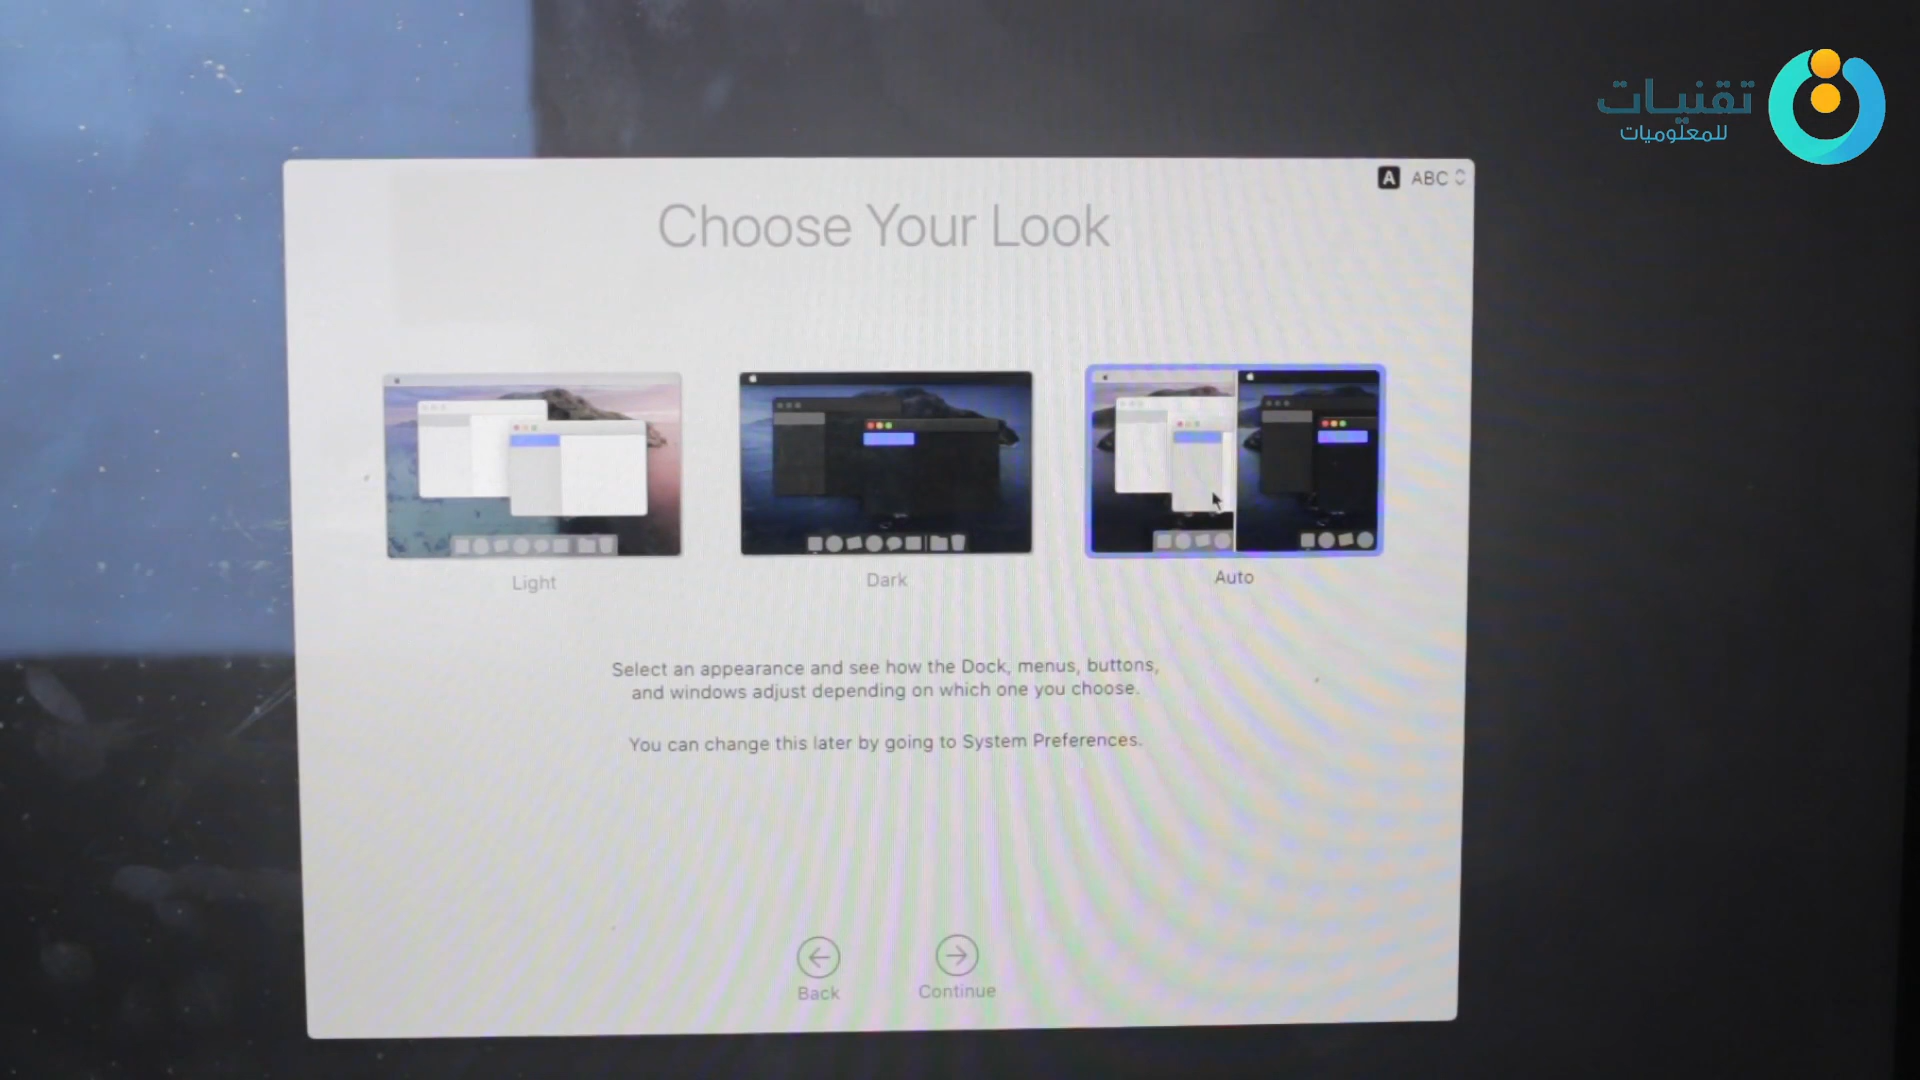 تقنيات
للمعلوميات
A ABC
Choose Your Look
Light
Dark
Auto
Select an appearance and see how the Dock, menus, buttons,
and windows adjust depending on which one you choose.
You can change this later by going to System Preferences.
Back
Continue